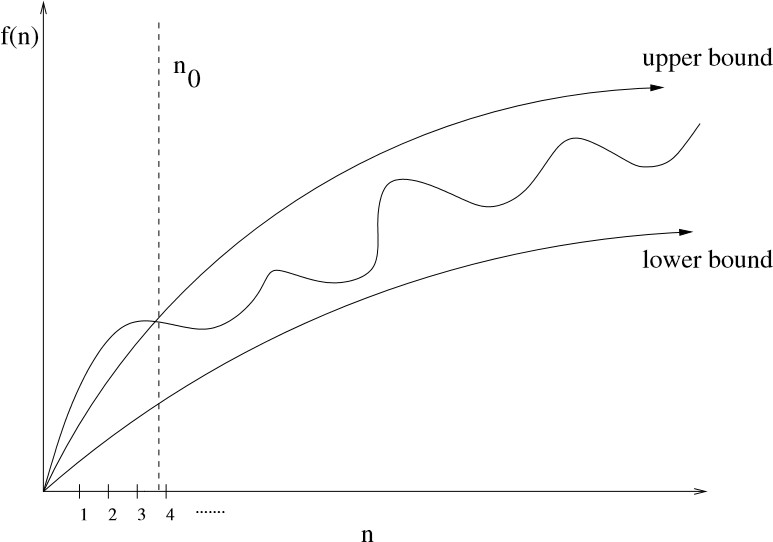 f(n)
n0
upper bound
lower bound
1 2 3 4 .......
n